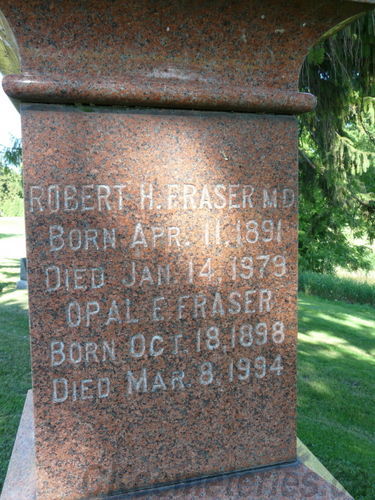 ROBERT H. FRASER M.D.
BORN APR. 11, 1891
DIED JAN. 14, 1979
OPAL E. FRASER
BORN OCT. 18, 1898
DIED MAR. 8, 1994